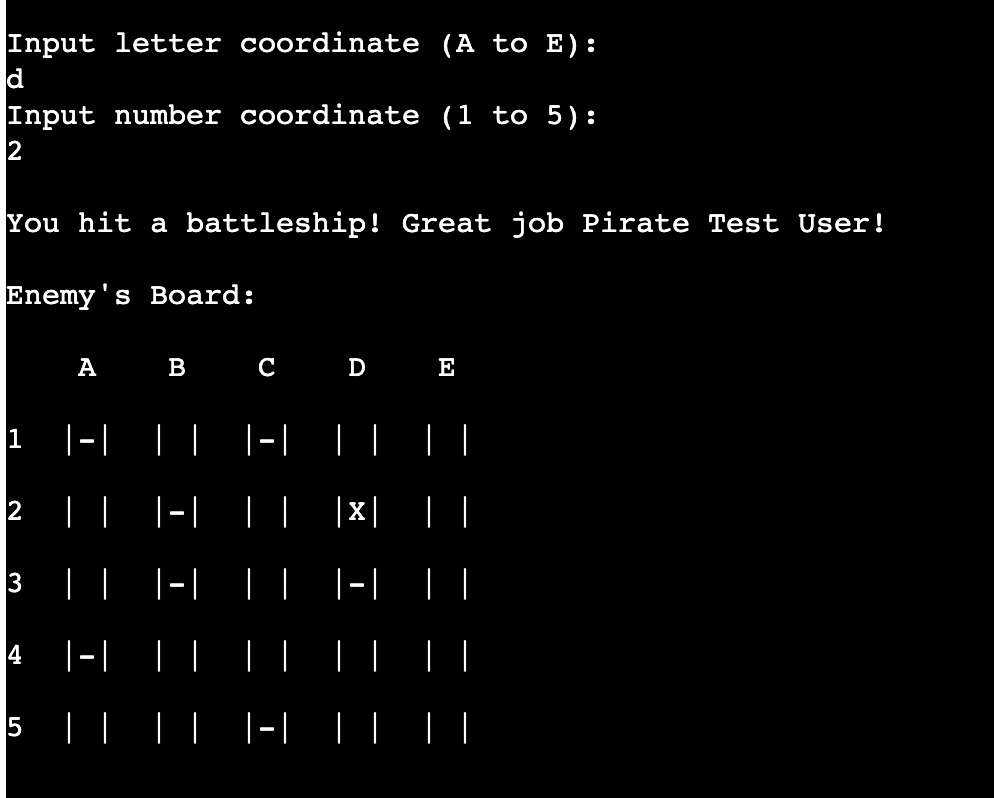 Input letter coordinate (A to E):
d
Input number coordinate (1 to 5):
2
You hit a battleship! Great job Pirate Test User!
Enemy's Board:
    A    B    C    D    E
1  |-|  | |  |-|  | |  | |
2  | |  |-|  | |  |X|  | |
3  | |  |-|  | |  |-|  | |
4  |-|  | |  | |  | |  | |
5  | |  | |  |-|  | |  | |